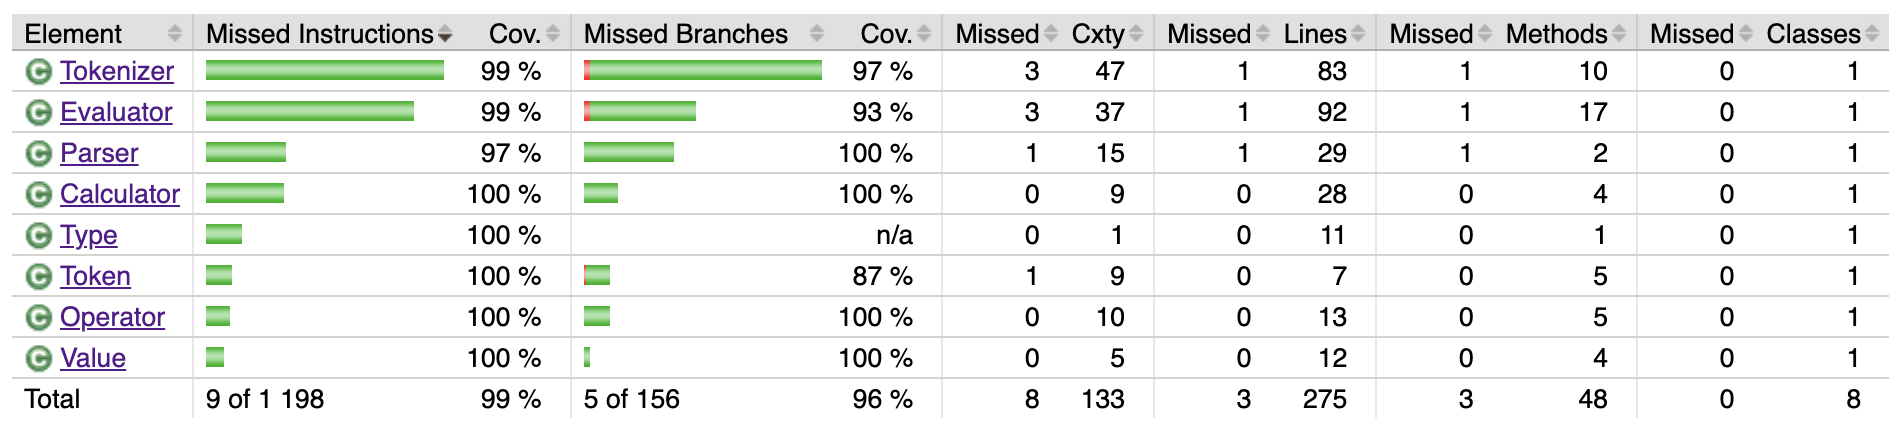 Element Missed Instructions Cov. Missed Branches Cov. Missed Cxty Missed Lines Missed Methods Missed Classes
C Tokenizer 99 % 97 % 3 47 1 83 1 10 0 1
C Evaluator 99 % 93 % 3 37 1 92 1 17 0 1
C Parser 97 % 100 % 1 15 1 29 1 2 0 1
C Calculator 100 % 100 % 0 9 0 28 0 4 0 1
C Type 100 % n/a 0 1 0 11 0 1 0 1
C Token 100 % 87 % 1 9 0 7 0 5 0 1
C Operator 100 % 100 % 0 10 0 13 0 5 0 1
C Value 100 % 100 % 0 5 0 12 0 4 0 1
Total 9 of 1 198 99 % 5 of 156 96 % 8 133 3 275 3 48 0 8